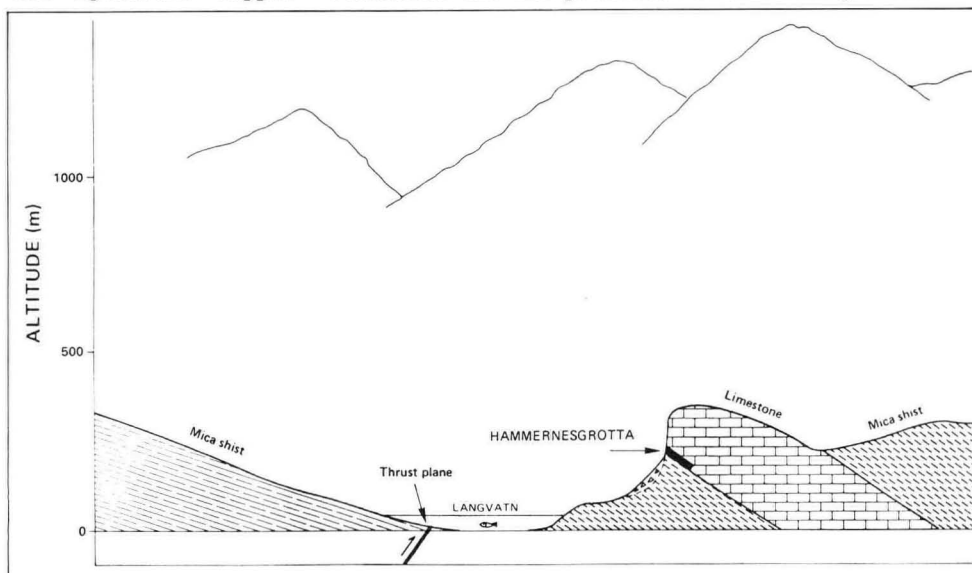 ALTITUDE (m)
1000
500
0
Mica shist
Thrust plane
LANGVATN
HAMMERNESGROTTA
Limestone
Mica shist